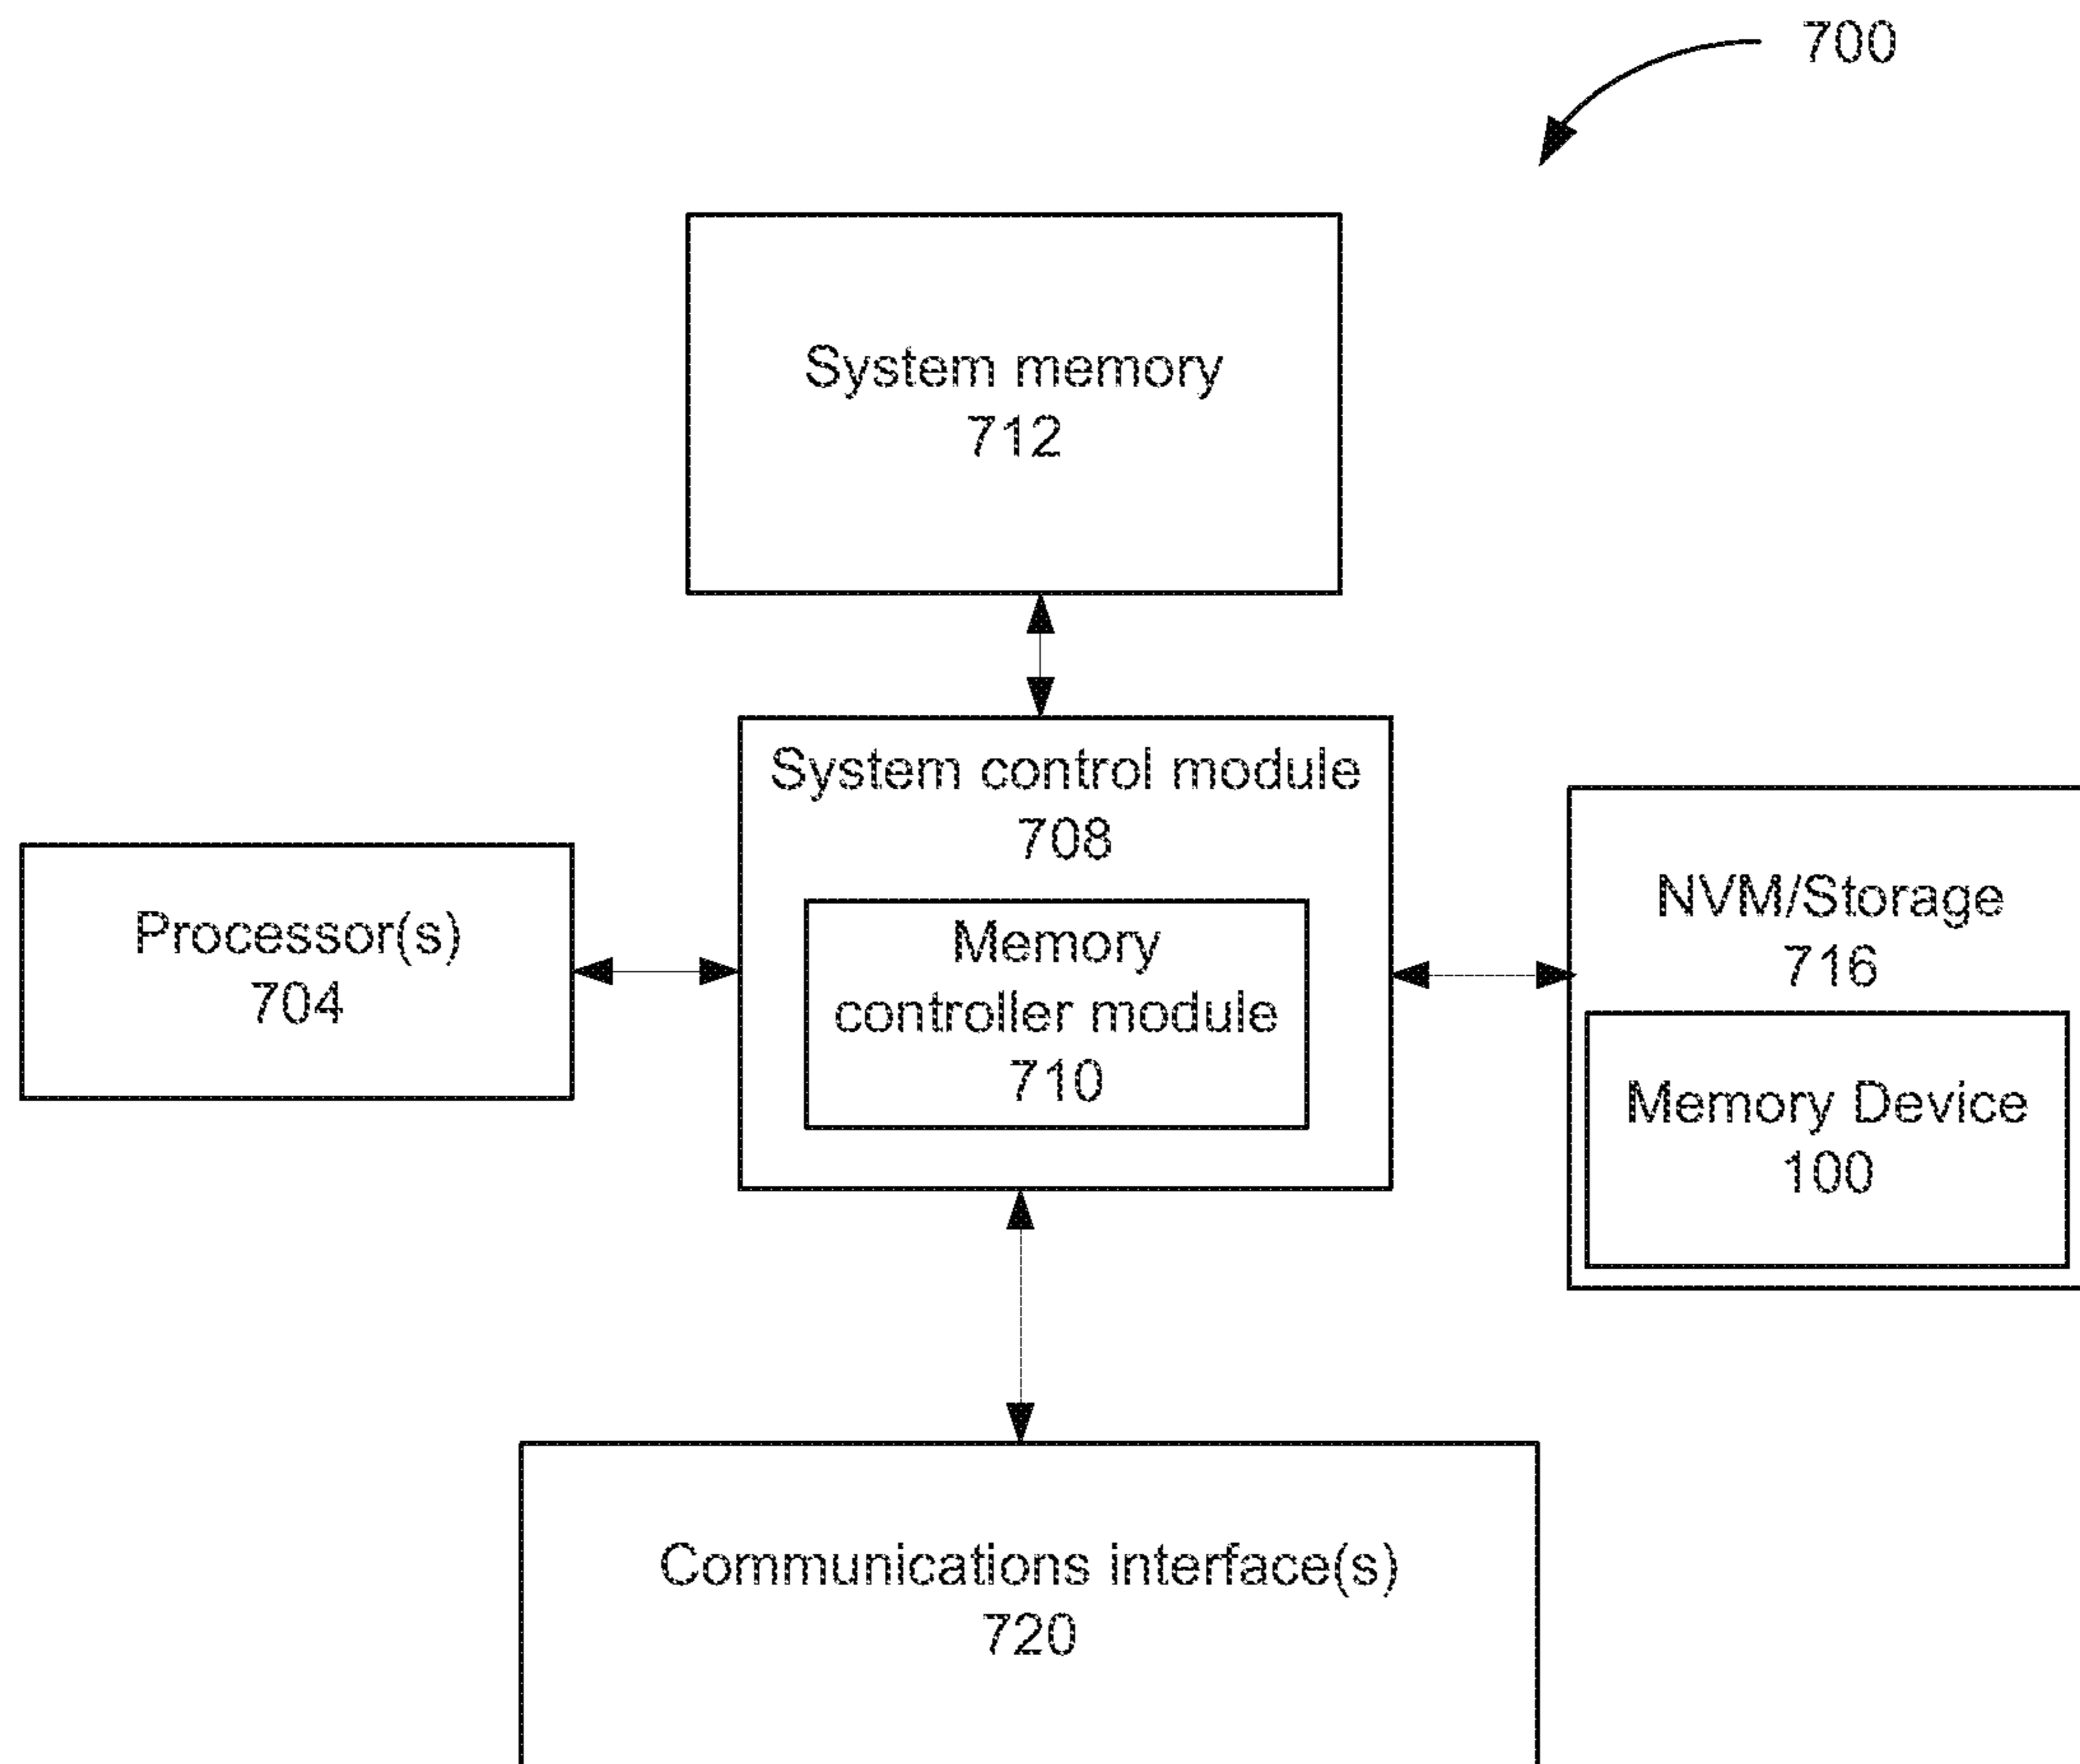 700
System memory
712
System control module
708
Memory
controller module
710
Processor(s)
704
NVM/Storage
716
Memory Device
100
Communications interface(s)
720